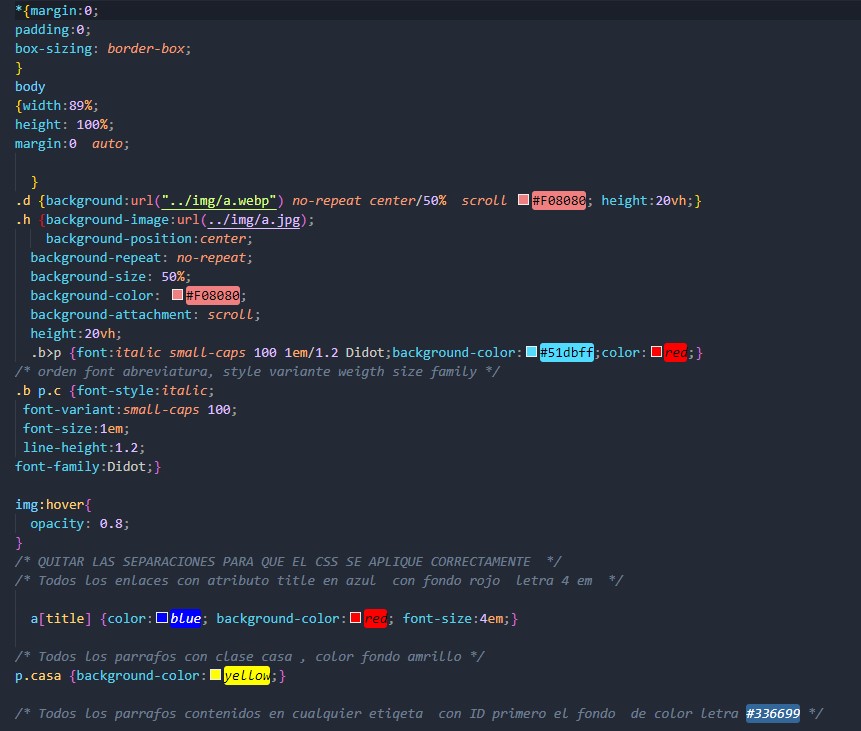 *{margin:0;
padding:0;
box-sizing: border-box;
}
body
{width:89%;
height: 100%;
margin:0  auto;
}
.d {background:url("../img/a.webp") no-repeat center/50%  scroll #F08080; height:20vh;}
.h {background-image:url(../img/a.jpg);
background-position:center;
background-repeat: no-repeat;
background-size: 50%;
background-color: #F08080;
background-attachment: scroll;
height:20vh;
.b>p {font:italic small-caps 100 1em/1.2 Didot;background-color:#51dbff;color:red;}
/* orden font abreviatura, style variante weigth size family */
.b p.c {font-style:italic;
font-variant:small-caps 100;
font-size:1em;
line-height:1.2;
font-family:Didot;}
img:hover{
opacity: 0.8;
}
/* QUITAR LAS SEPARACIONES PARA QUE EL CSS SE APLIQUE CORRECTAMENTE  */
/* Todos los enlaces con atributo title en azul  con fondo rojo  letra 4 em  */
a[title] {color:blue; background-color:red; font-size:4em;}
/* Todos los parrafos con clase casa , color fondo amrillo */
p.casa {background-color:yellow;}
/* Todos los parrafos contenidos en cualquier etiqeta  con ID primero el fondo  de color letra #336699 */